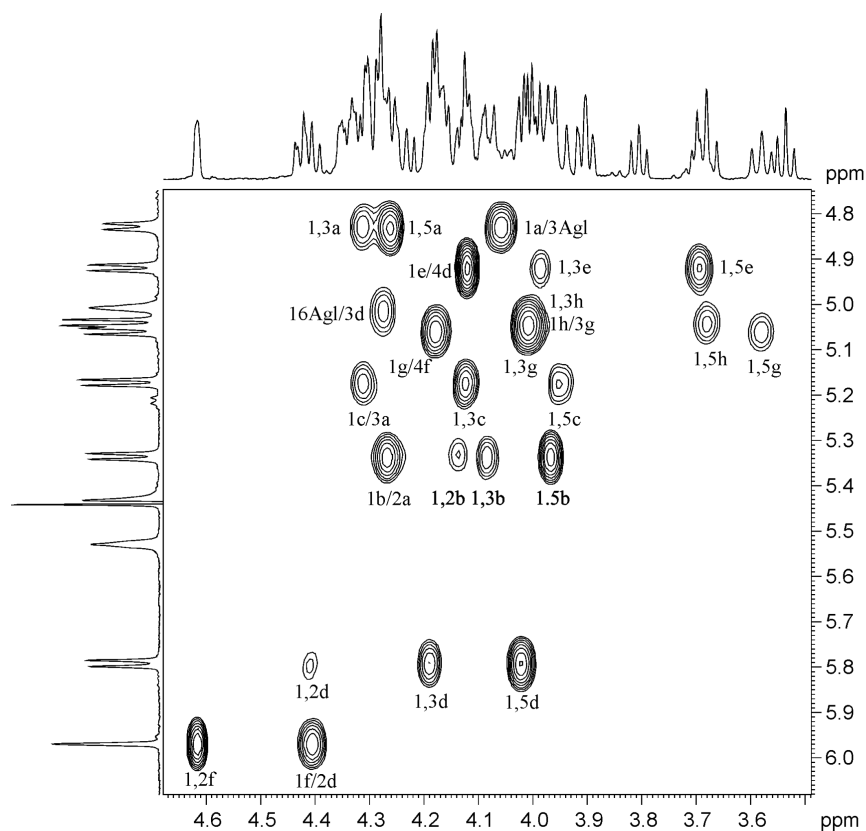 ppm
4.8
4.9
5.0
5.1
5.2
5.3
5.4
5.5
5.6
5.7
5.8
5.9
6.0
1,3a
1,5a
1a/3Agl
1e/4d
1,3e
1,5e
1,3h
16Agl/3d
1h/3g
1g/4f
1,3g
1,5h
1,5g
1c/3a
1,3c
1,5c
1b/2a
1,2b
1,3b
1.5b
1,2d
1,3d
1,5d
1,2f
1f/2d
4.6 4.5 4.4 4.3 4.2 4.1 4.0 3.9 3.8 3.7 3.6 ppm